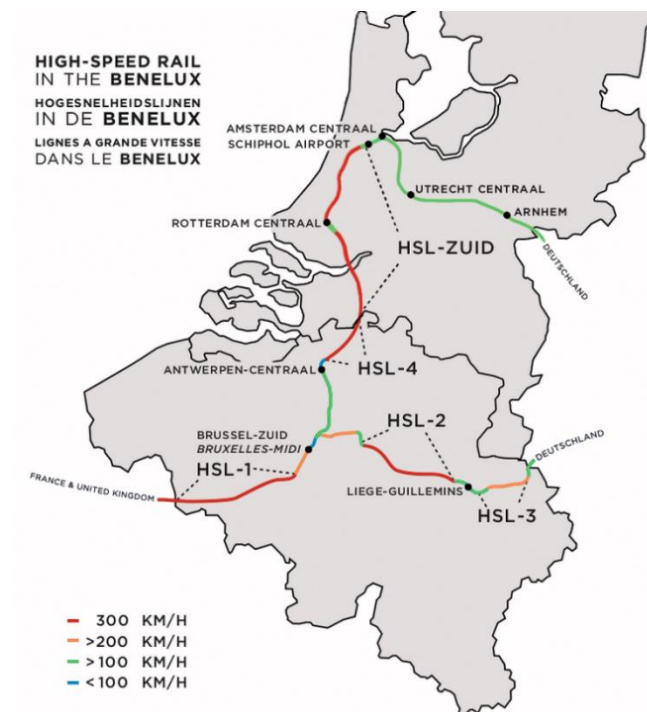 HIGH-SPEED RAIL
IN THE BENELUX
HOGESNELHEIDSLIJNEN
IN DE BENELUX
LIGNES A GRANDE VITESSE
DANS LE BENELUX
AMSTERDAM CENTRAAL
SCHIPHOL AIRPORT
UTRECHT CENTRAAL
ARNHEM
ROTTERDAM CENTRAAL
HSL-ZUID
DEUTSCHLAND
ANTWERPEN-CENTRAAL
HSL-4
BRUSSEL-ZUID
BRUXELLES-MIDI
HSL-2
DEUTSCHLAND
HSL-1
FRANCE & UNITED KINGDOM
LIEGE-GUILLEMINS
HSL-3
300 KM/H
>200 KM/H
>100 KM/H
<100 KM/H